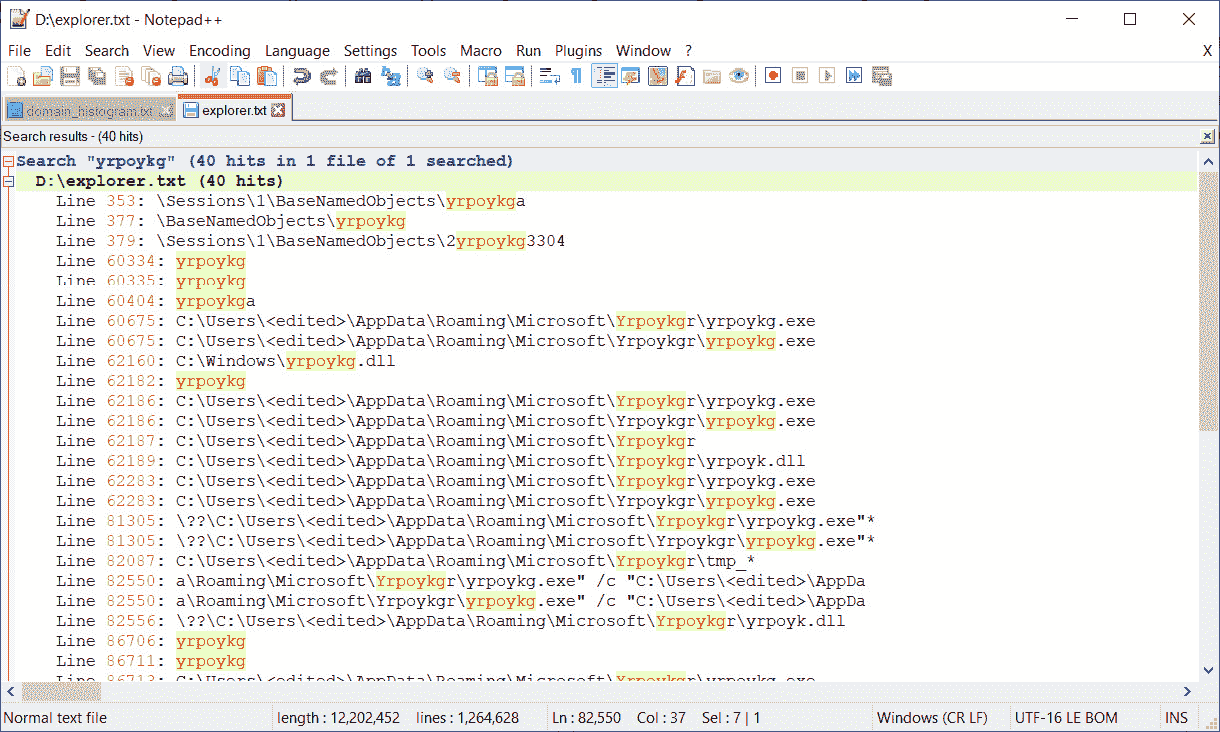 D:\explorer.txt - Notepad++
File Edit Search View Encoding Language Settings Tools Macro Run Plugins Window ? X
domain_histogram.txt explorer.txt
Search results - (40 hits)
Search "yrpoykg" (40 hits in 1 file of 1 searched)
D:\explorer.txt (40 hits)
Line 353: \Sessions\1\BaseNamedObjects\yrpoykga
Line 377: \BaseNamedObjects\yrpoykg
Line 379: \Sessions\1\BaseNamedObjects\2yrpoykg3304
Line 60334: yrpoykg
Line 60335: yrpoykg
Line 60404: yrpoykga
Line 60675: C:\Users\<edited>\AppData\Roaming\Microsoft\Yrpoykgr\yrpoykg.exe
Line 60675: C:\Users\<edited>\AppData\Roaming\Microsoft\Yrpoykgr\yrpoykg.exe
Line 62160: C:\Windows\yrpoykg.dll
Line 62182: yrpoykg
Line 62186: C:\Users\<edited>\AppData\Roaming\Microsoft\Yrpoykgr\yrpoykg.exe
Line 62186: C:\Users\<edited>\AppData\Roaming\Microsoft\Yrpoykgr\yrpoykg.exe
Line 62187: C:\Users\<edited>\AppData\Roaming\Microsoft\Yrpoykgr
Line 62189: C:\Users\<edited>\AppData\Roaming\Microsoft\Yrpoykgr\yrpoyk.dll
Line 62283: C:\Users\<edited>\AppData\Roaming\Microsoft\Yrpoykgr\yrpoykg.exe
Line 62283: C:\Users\<edited>\AppData\Roaming\Microsoft\Yrpoykgr\yrpoykg.exe
Line 81305: \??\C:\Users\<edited>\AppData\Roaming\Microsoft\Yrpoykgr\yrpoykg.exe"*
Line 81305: \??\C:\Users\<edited>\AppData\Roaming\Microsoft\Yrpoykgr\yrpoykg.exe"*
Line 82087: C:\Users\<edited>\AppData\Roaming\Microsoft\Yrpoykgr\tmp_*
Line 82550: a\Roaming\Microsoft\Yrpoykgr\yrpoykg.exe" /c "C:\Users\<edited>\AppDa
Line 82550: a\Roaming\Microsoft\Yrpoykgr\yrpoykg.exe" /c "C:\Users\<edited>\AppDa
Line 82556: \??\C:\Users\<edited>\AppData\Roaming\Microsoft\Yrpoykgr\yrpoyk.dll
Line 86706: yrpoykg
Line 86711: yrpoykg
Line 86713: C:\Users\<edited>\AppData\Roaming\Microsoft\Yrpoykgr\yrpoykg.exe
Normal text file length : 12,202,452 lines : 1,264,628 Ln : 82,550 Col : 37 Sel : 7 | 1 Windows (CR LF) UTF-16 LE BOM INS